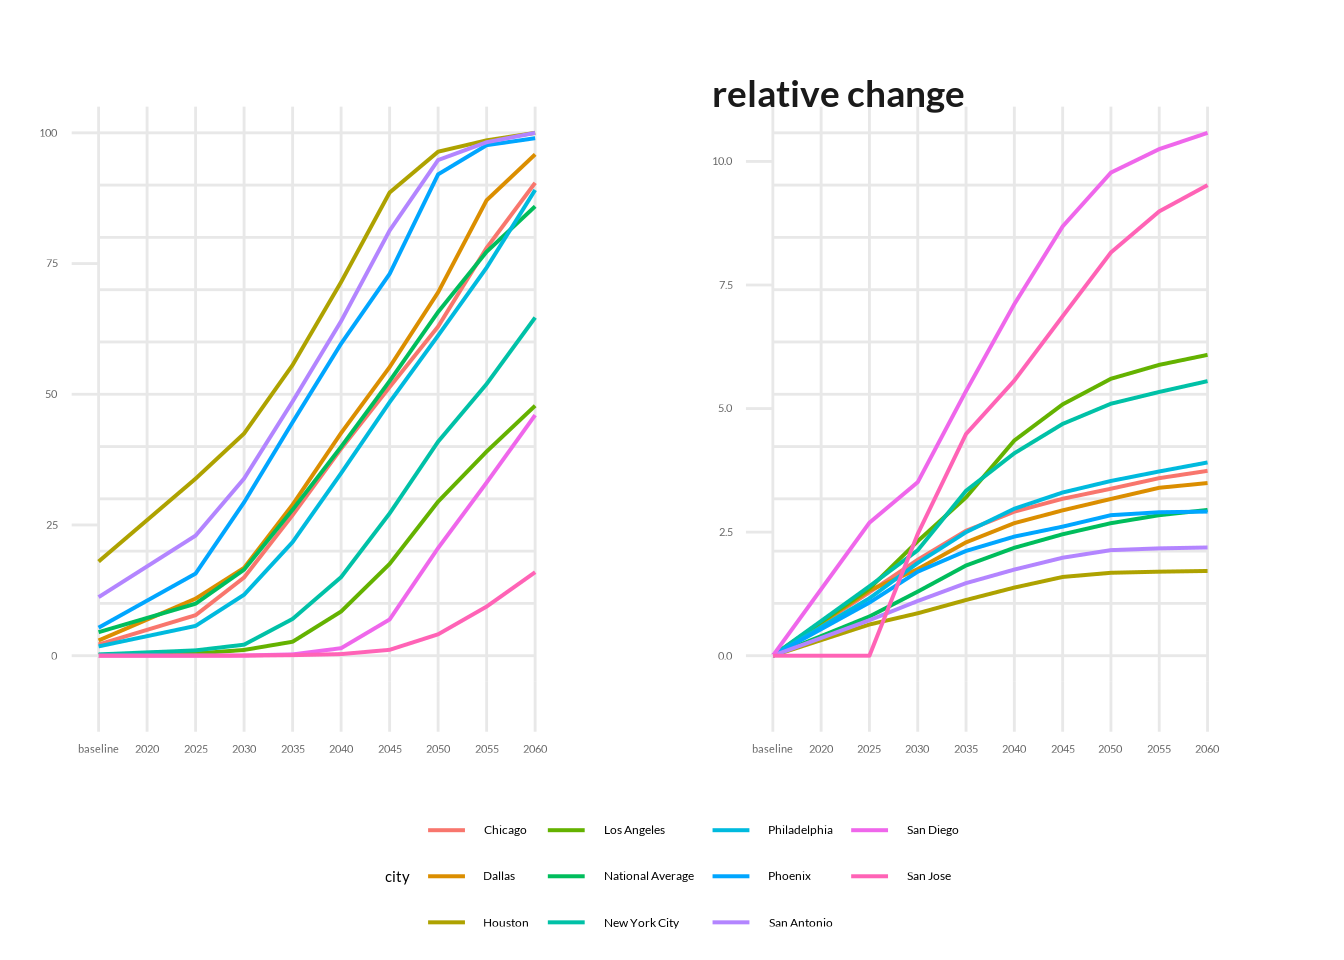 relative change
100
75
50
25
0
baseline 2020 2025 2030 2035 2040 2045 2050 2055 2060
10.0
7.5
5.0
2.5
0.0
baseline 2020 2025 2030 2035 2040 2045 2050 2055 2060
city
Chicago
Dallas
Houston
Los Angeles
National Average
New York City
Philadelphia
Phoenix
San Antonio
San Diego
San Jose